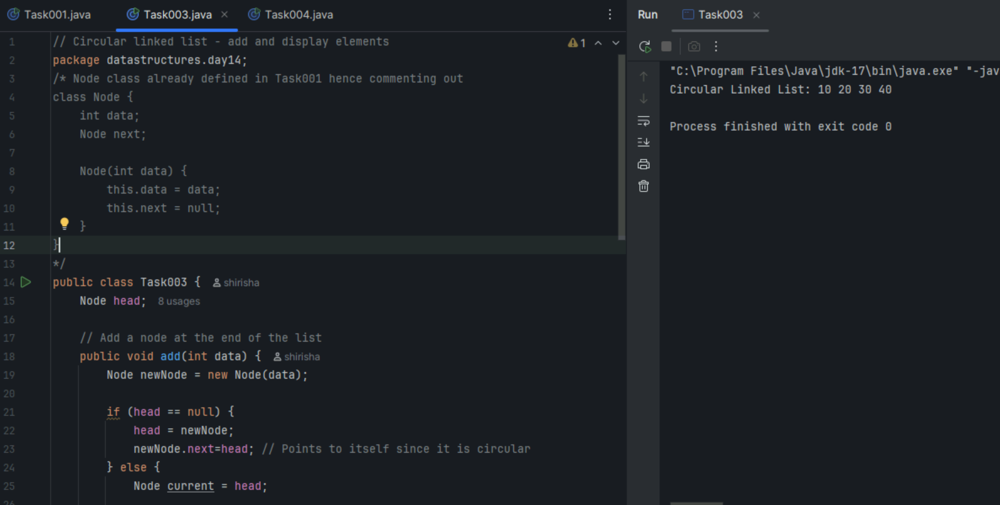 Task001.java
Task003.java
Task004.java
1 // Circular linked list - add and display elements
2 package datastructures.day14;
3 /* Node class already defined in Task001 hence commenting out
4 class Node {
5     int data;
6     Node next;
7
8     Node(int data) {
9         this.data = data;
10         this.next = null;
11     }
12 }
13 */
14 public class Task003 { shirisha
15     Node head; 8 usages
16
17     // Add a node at the end of the list
18     public void add(int data) { shirisha
19         Node newNode = new Node(data);
20
21         if (head == null) {
22             head = newNode;
23             newNode.next=head; // Points to itself since it is circular
24         } else {
25             Node current = head;
1
Run
Task003
"C:\Program Files\Java\jdk-17\bin\java.exe" "-jav
Circular Linked List: 10 20 30 40
Process finished with exit code 0